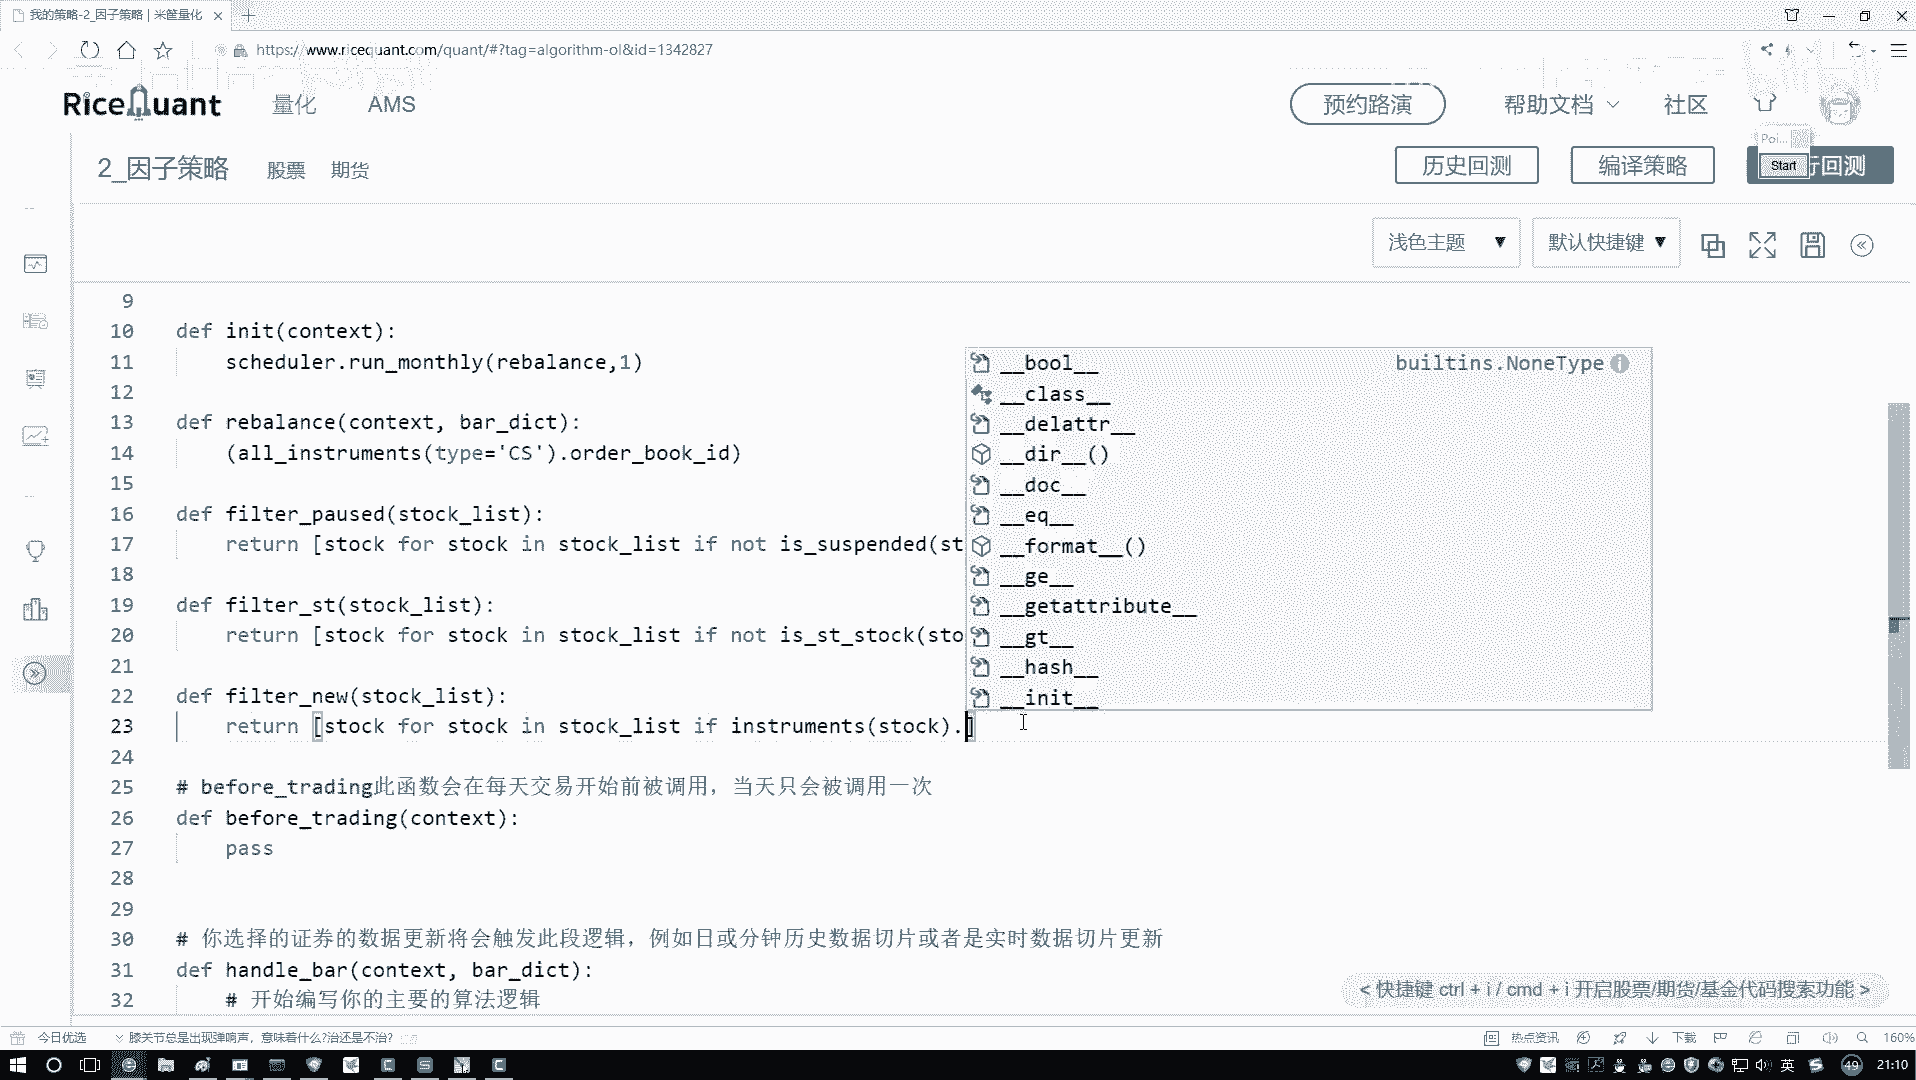 我的策略-2_因子策略 | 米筐量化
https://www.ricequant.com/quant/#?tag=algorithm-ol&id=1342827
RiceQuant 量化 AMS 预约路演 帮助文档 社区
Poi...
2_因子策略 股票 期货 历史回测 编译策略 Start 行回测
浅色主题 默认快捷键
9
10 def init(context):
11 scheduler.run_monthly(rebalance,1)
12
13 def rebalance(context, bar_dict):
14 (all_instruments(type='CS').order_book_id)
15
16 def filter_paused(stock_list):
17 return [stock for stock in stock_list if not is_suspended(st
18
19 def filter_st(stock_list):
20 return [stock for stock in stock_list if not is_st_stock(sto
21
22 def filter_new(stock_list):
23 return [stock for stock in stock_list if instruments(stock).]
24
25 # before_trading此函数会在每天交易开始前被调用，当天只会被调用一次
26 def before_trading(context):
27 pass
28
29
30 # 你选择的证券的数据更新将会触发此段逻辑，例如日或分钟历史数据切片或者是实时数据切片更新
31 def handle_bar(context, bar_dict):
32 # 开始编写你的主要的算法逻辑
__bool__ builtins.NoneType
__class__
__delattr__
__dir__()
__doc__
__eq__
__format__()
__ge__
__getattribute__
__gt__
__hash__
__init__
< 快捷键 ctrl + i / cmd + i 开启股票/期货/基金代码搜索功能 >
今日优选 膝关节总是出现弹响声，意味着什么?治还是不治? 热点资讯 下载 160%
英 49 21:10